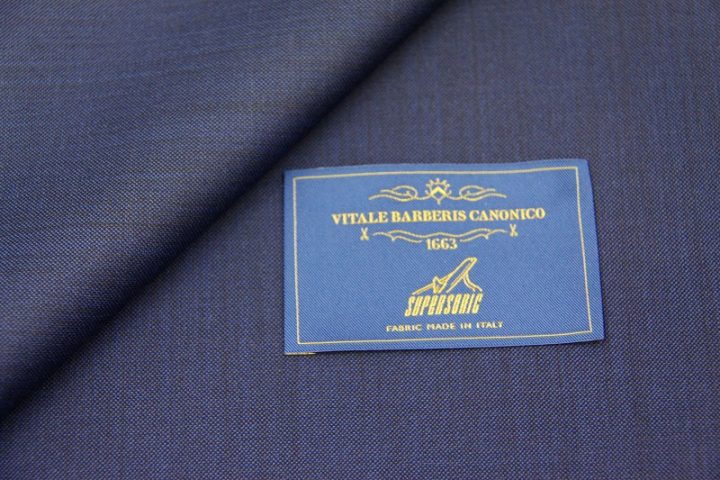 VITALE BARBERIS CANONICO
1663
SUPERSONIC
FABRIC MADE IN ITALY